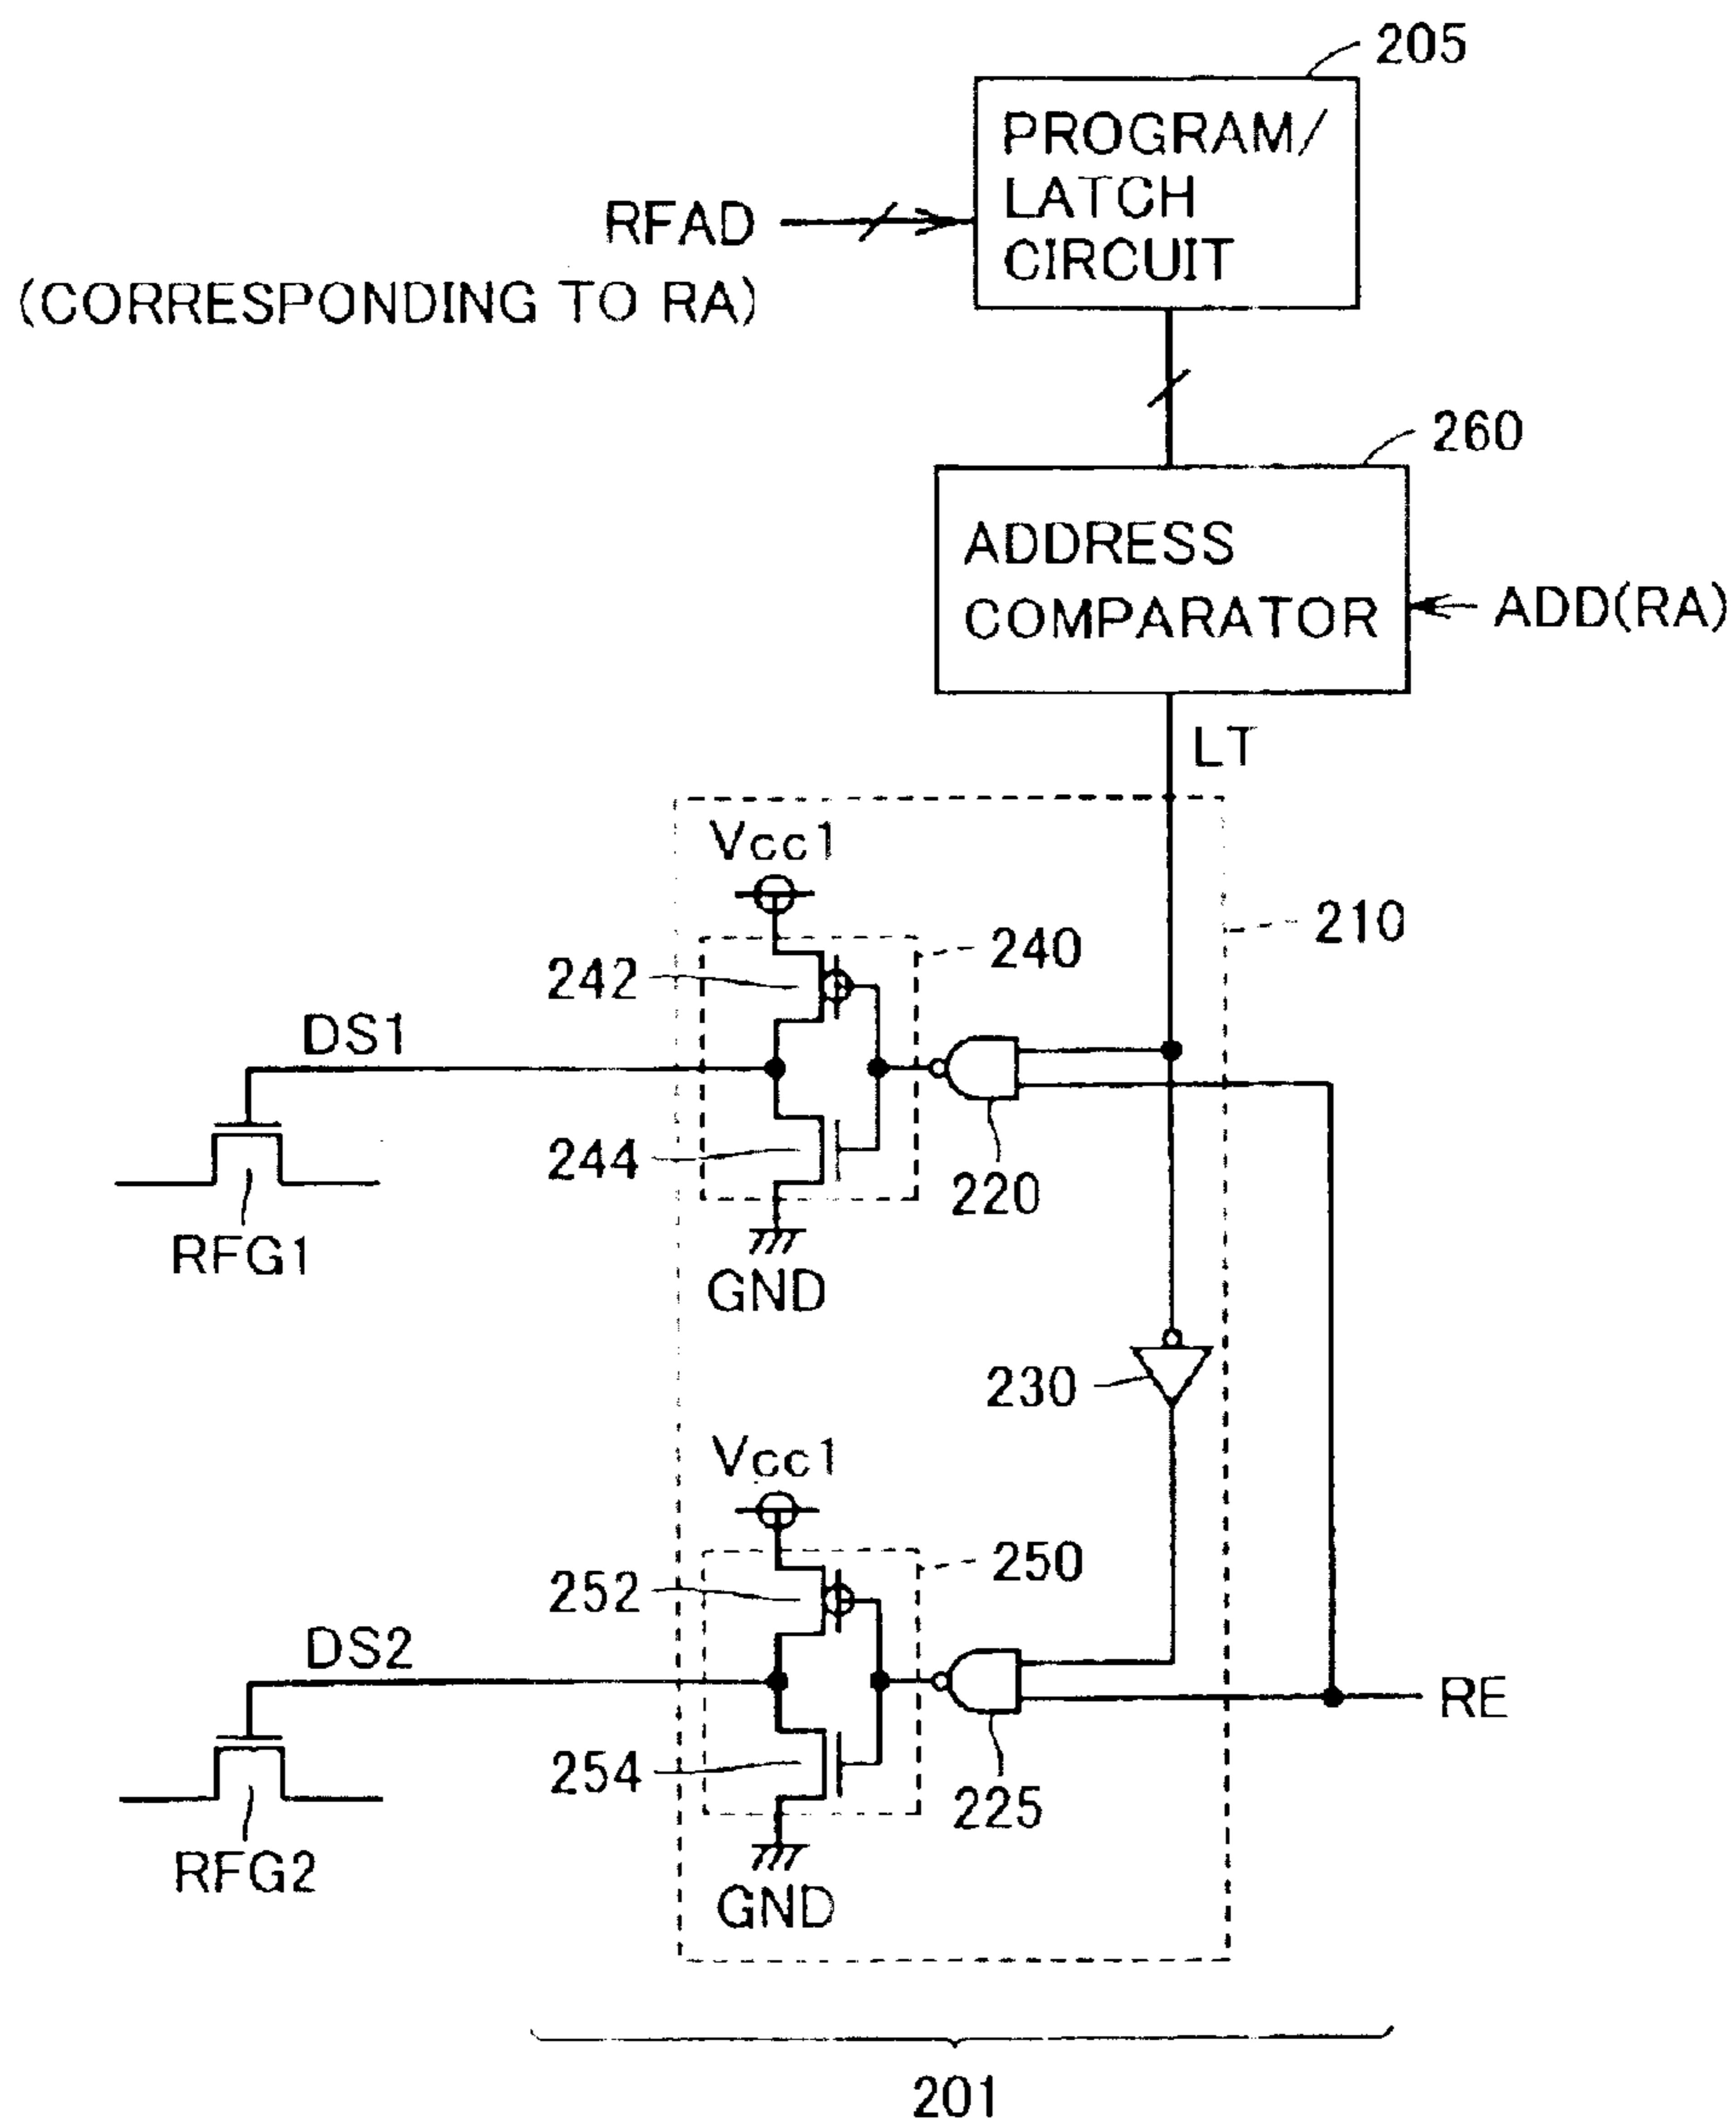 205
PROGRAM/
LATCH
CIRCUIT
RFAD
(CORRESPONDING TO RA)
260
ADDRESS
COMPARATOR
ADD(RA)
LT
Vcc1
210
240
242
DS1
244
220
RFG1
GND
230
Vcc1
250
252
DS2
RE
254
225
RFG2
GND
201